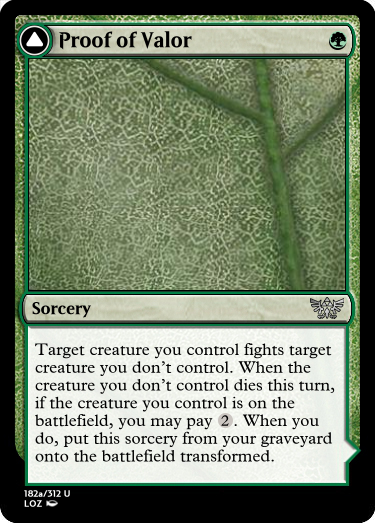 Proof of Valor
Sorcery
Target creature you control fights target
creature you don't control. When the
creature you don't control dies this turn,
if the creature you control is on the
battlefield, you may pay 2. When you
do, put this sorcery from your graveyard
onto the battlefield transformed.
182a/312 U
LOZ